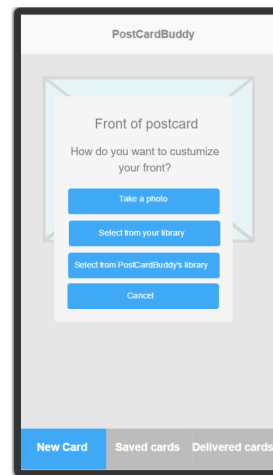 PostCardBuddy
Front of postcard
How do you want to custumize
your front?
Take a photo
Select from your library
Select from PostCardBuddy's library
Cancel
New Card
Saved cards
Delivered cards